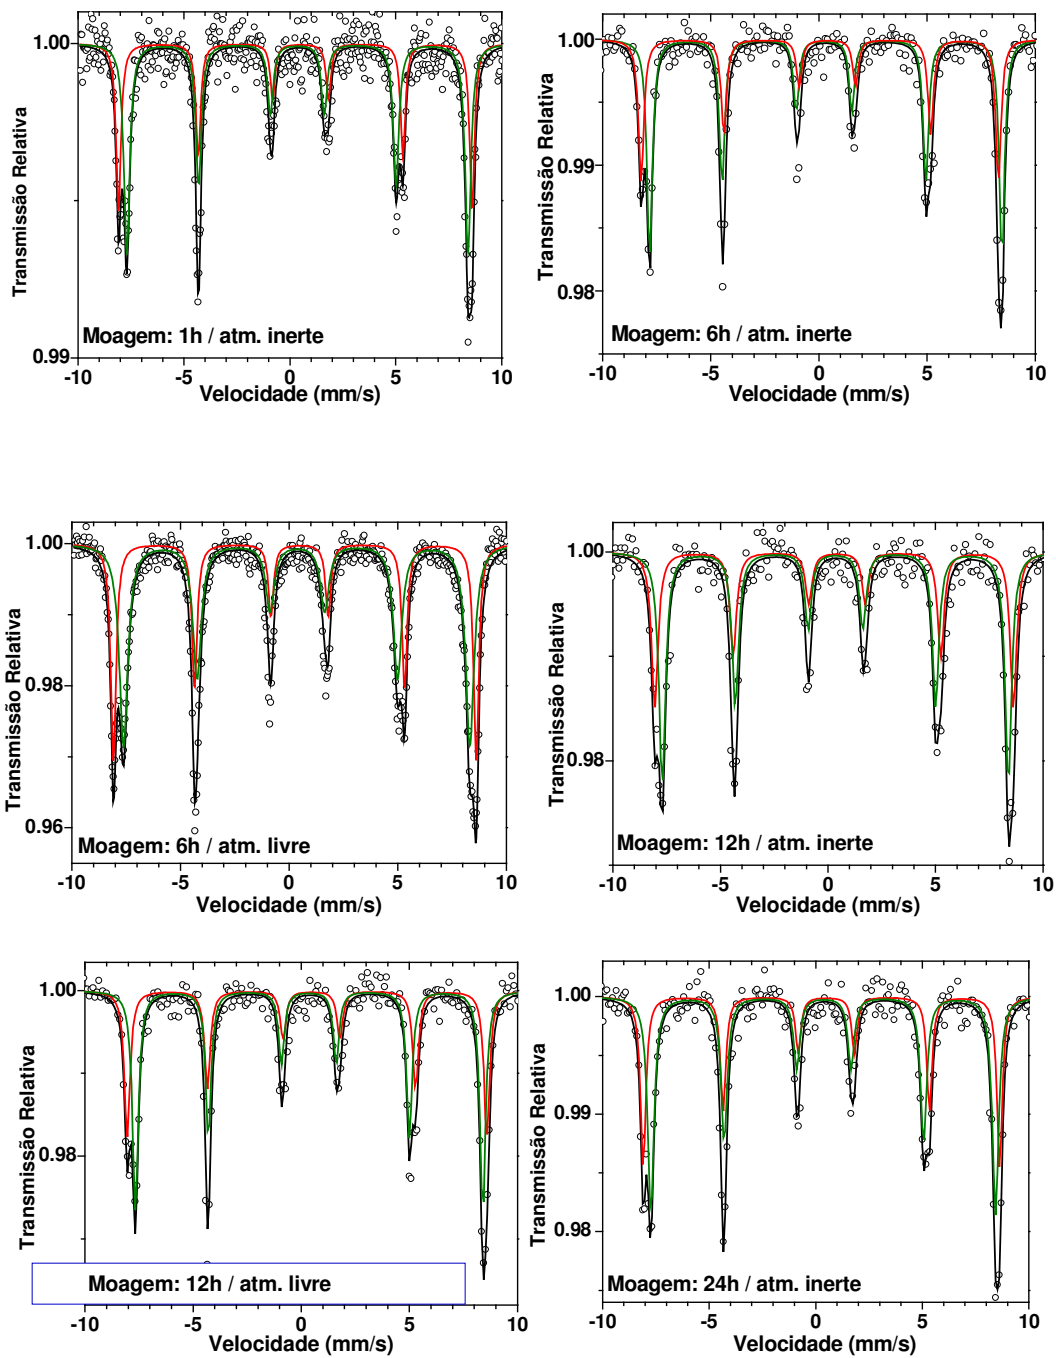 1.00
Transmissão Relativa
Moagem: 1h / atm. inerte
0.99
-10 -5 0 5 10
Velocidade (mm/s)
1.00
0.99
Transmissão Relativa
0.98
Moagem: 6h / atm. inerte
-10 -5 0 5 10
Velocidade (mm/s)
1.00
0.98
Transmissão Relativa
0.96
Moagem: 6h / atm. livre
-10 -5 0 5 10
Velocidade (mm/s)
1.00
Transmissão Relativa
0.98
Moagem: 12h / atm. inerte
-10 -5 0 5 10
Velocidade (mm/s)
1.00
Transmissão Relativa
0.98
Moagem: 12h / atm. livre
-10 -5 0 5 10
Velocidade (mm/s)
1.00
0.99
Transmissão Relativa
0.98
Moagem: 24h / atm. inerte
-10 -5 0 5 10
Velocidade (mm/s)